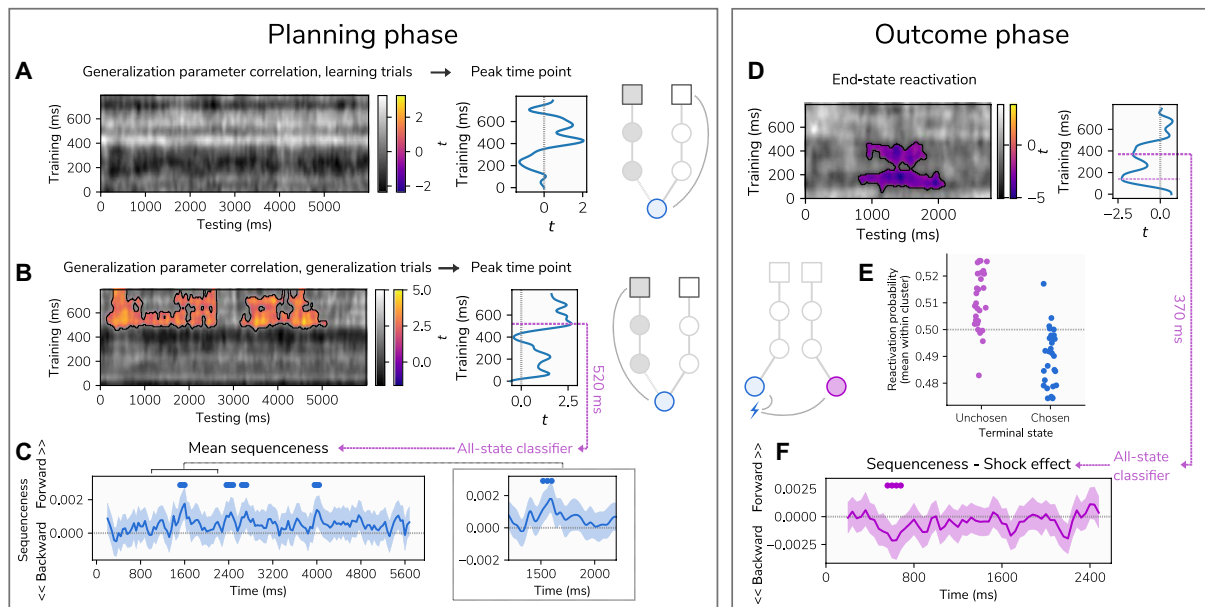 Planning phase
A
Generalization parameter correlation, learning trials
Peak time point
Training (ms)
600
400
200
0
0 1000 2000 3000 4000 5000
Testing (ms)
2
0
−2
t
Training (ms)
600
400
200
0
0 2
t
B
Generalization parameter correlation, generalization trials
Peak time point
Training (ms)
600
400
200
0
0 1000 2000 3000 4000 5000
Testing (ms)
5.0
2.5
0.0
t
Training (ms)
600
400
200
0
0.0 2.5
t
520 ms
All-state classifier
C
Mean sequenceness
Sequenceness
<< Backward Forward >>
0.002
0.000
0 800 1600 2400 3200 4000 4800 5600
Time (ms)
0.002
0.000
−0.002
1500 2000
Time (ms)
Outcome phase
D
End-state reactivation
Training (ms)
600
400
200
0
0 1000 2000
Testing (ms)
0
−5
t
Training (ms)
600
400
200
0
−2.5 0.0
t
370 ms
E
Reactivation probability
(mean within cluster)
0.52
0.51
0.50
0.49
0.48
Unchosen Chosen
Terminal state
All-state
classifier
F
Sequenceness - Shock effect
<< Backward Forward >>
0.0025
0.0000
−0.0025
0 800 1600 2400
Time (ms)